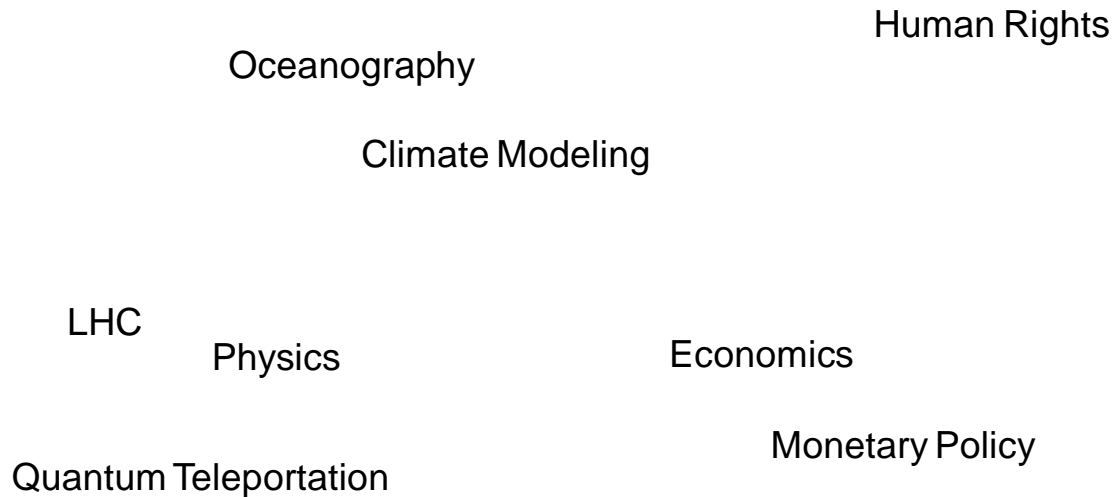 Human Rights
Oceanography
Climate Modeling
LHC
Physics
Economics
Monetary Policy
Quantum Teleportation